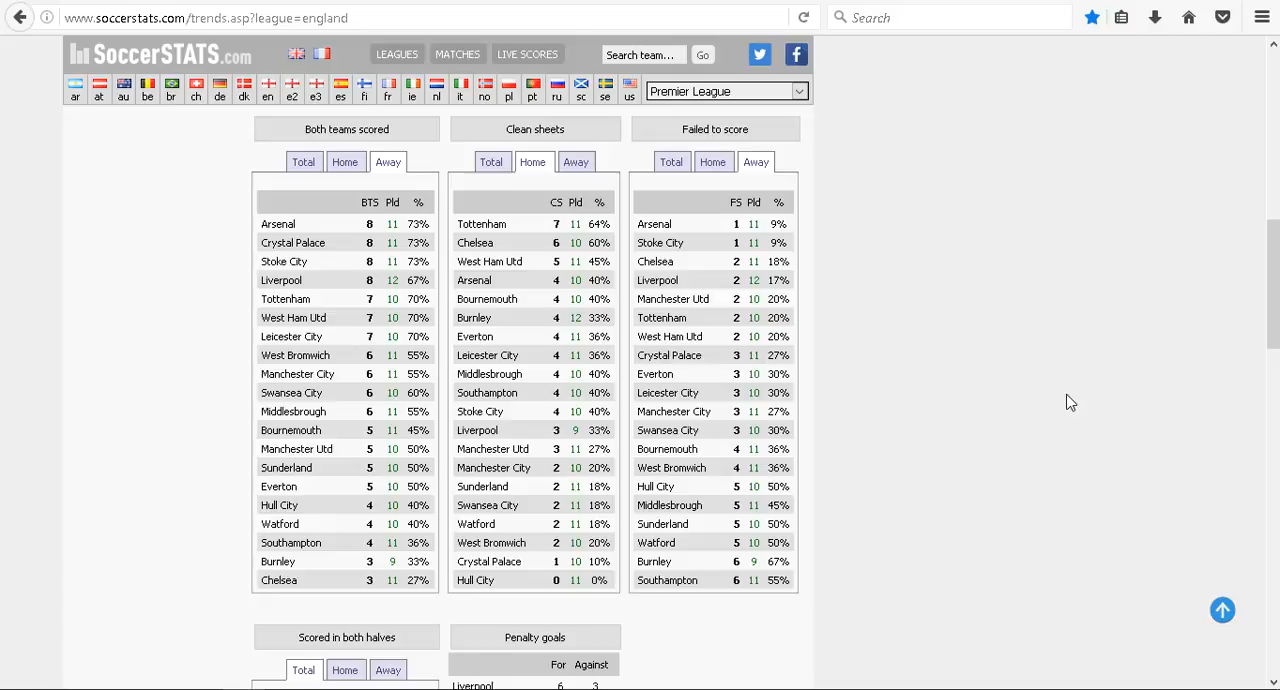 www.soccerstats.com/trends.asp?league=england
Search
SoccerSTATS.com
LEAGUES MATCHES LIVE SCORES
Search team... Go
ar at au be br ch de dk en e2 e3 es fi fr ie nl it no pl pt ru sc se us
Premier League
Both teams scored
Total Home Away
BTS Pld %
Arsenal 8 11 73%
Crystal Palace 8 11 73%
Stoke City 8 11 73%
Liverpool 8 12 67%
Tottenham 7 10 70%
West Ham Utd 7 10 70%
Leicester City 7 10 70%
West Bromwich 6 11 55%
Manchester City 6 11 55%
Swansea City 6 10 60%
Middlesbrough 6 11 55%
Bournemouth 5 11 45%
Manchester Utd 5 10 50%
Sunderland 5 10 50%
Everton 5 10 50%
Hull City 4 10 40%
Watford 4 10 40%
Southampton 4 11 36%
Burnley 3 9 33%
Chelsea 3 11 27%
Clean sheets
Total Home Away
CS Pld %
Tottenham 7 11 64%
Chelsea 6 10 60%
West Ham Utd 5 11 45%
Arsenal 4 10 40%
Bournemouth 4 10 40%
Burnley 4 12 33%
Everton 4 11 36%
Leicester City 4 11 36%
Middlesbrough 4 10 40%
Southampton 4 10 40%
Stoke City 4 10 40%
Liverpool 3 9 33%
Manchester Utd 3 11 27%
Manchester City 2 10 20%
Sunderland 2 11 18%
Swansea City 2 11 18%
Watford 2 11 18%
West Bromwich 2 10 20%
Crystal Palace 1 10 10%
Hull City 0 11 0%
Failed to score
Total Home Away
FS Pld %
Arsenal 1 11 9%
Stoke City 1 11 9%
Chelsea 2 11 18%
Liverpool 2 12 17%
Manchester Utd 2 10 20%
Tottenham 2 10 20%
West Ham Utd 2 10 20%
Crystal Palace 3 11 27%
Everton 3 10 30%
Leicester City 3 10 30%
Manchester City 3 11 27%
Swansea City 3 10 30%
Bournemouth 4 11 36%
West Bromwich 4 11 36%
Hull City 5 10 50%
Middlesbrough 5 11 45%
Sunderland 5 10 50%
Watford 5 10 50%
Burnley 6 9 67%
Southampton 6 11 55%
Scored in both halves
Total Home Away
Penalty goals
For Against
Liverpool 6 3